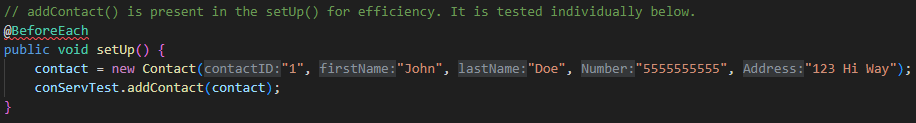 // addContact() is present in the setUp() for efficiency. It is tested individually below.
@BeforeEach
public void setUp() {
    contact = new Contact(contactID:"1", firstName:"John", lastName:"Doe", Number:"5555555555", Address:"123 Hi Way");
    conServTest.addContact(contact);
}